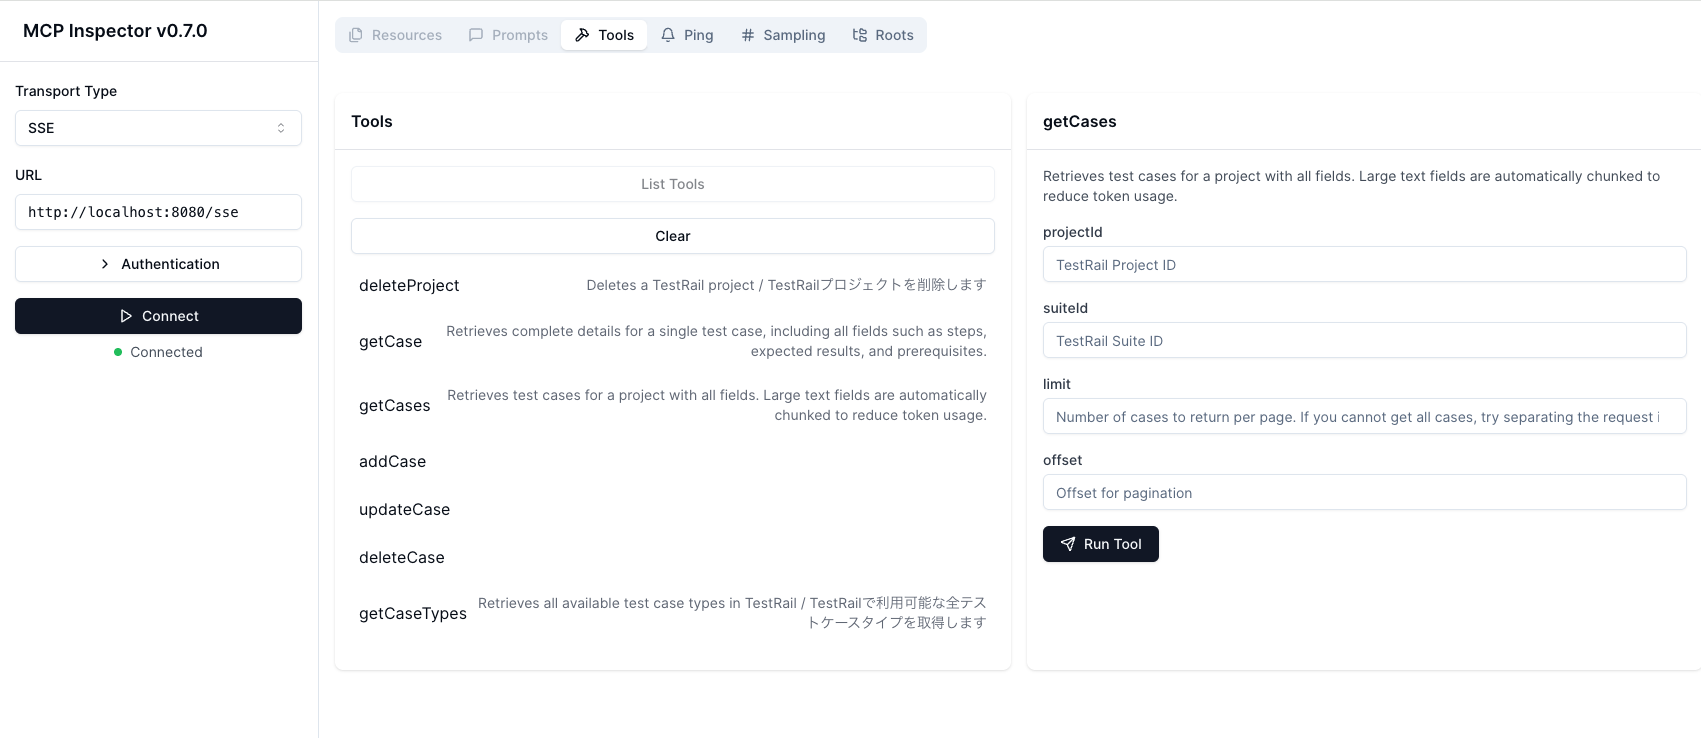 MCP Inspector v0.7.0
Transport Type
SSE
URL
http://localhost:8080/sse
Authentication
Connect
Connected
Resources
Prompts
Tools
Ping
Sampling
Roots
Tools
List Tools
Clear
deleteProject
Deletes a TestRail project / TestRailプロジェクトを削除します
getCase
Retrieves complete details for a single test case, including all fields such as steps,
expected results, and prerequisites.
getCases
Retrieves test cases for a project with all fields. Large text fields are automatically
chunked to reduce token usage.
addCase
updateCase
deleteCase
getCaseTypes
Retrieves all available test case types in TestRail / TestRailで利用可能な全テス
トケースタイプを取得します
getCases
Retrieves test cases for a project with all fields. Large text fields are automatically chunked to
reduce token usage.
projectId
TestRail Project ID
suiteId
TestRail Suite ID
limit
Number of cases to return per page. If you cannot get all cases, try separating the request i
offset
Offset for pagination
Run Tool